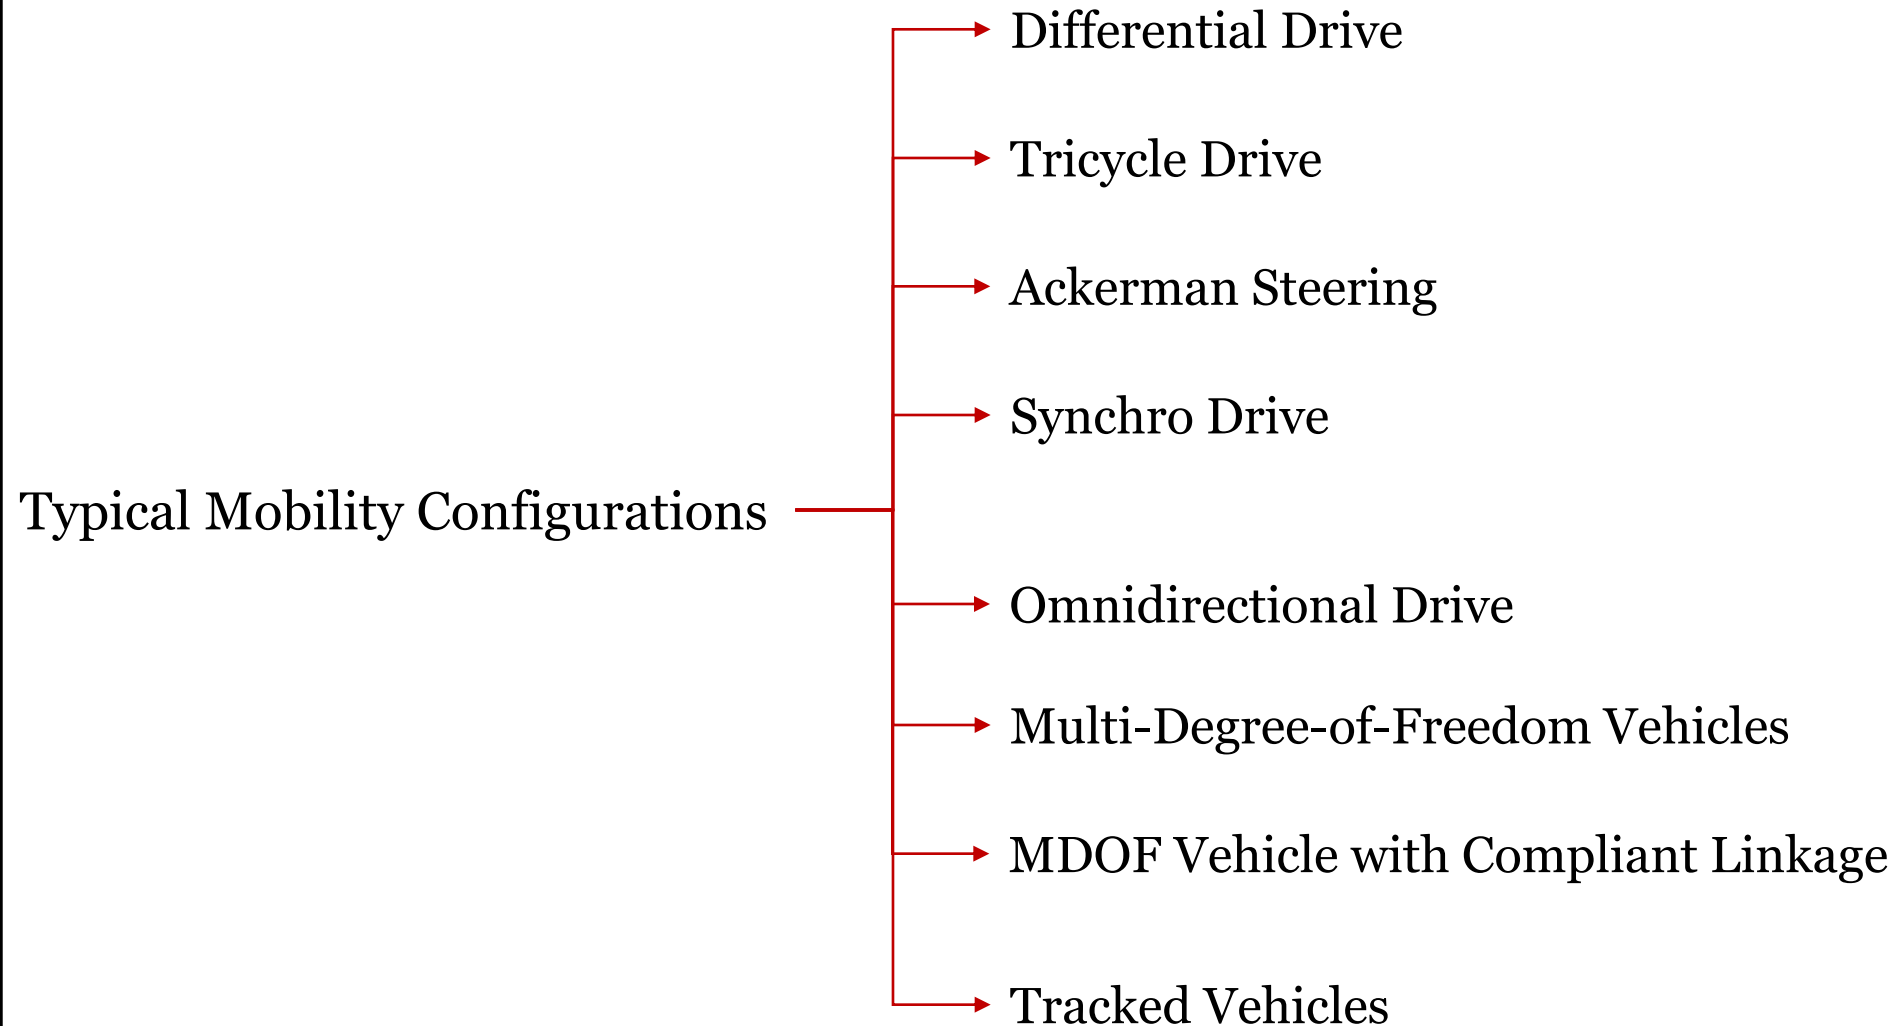 Differential Drive
Tricycle Drive
Ackerman Steering
Synchro Drive
Typical Mobility Configurations
Omnidirectional Drive
Multi-Degree-of-Freedom Vehicles
MDOF Vehicle with Compliant Linkage
Tracked Vehicles